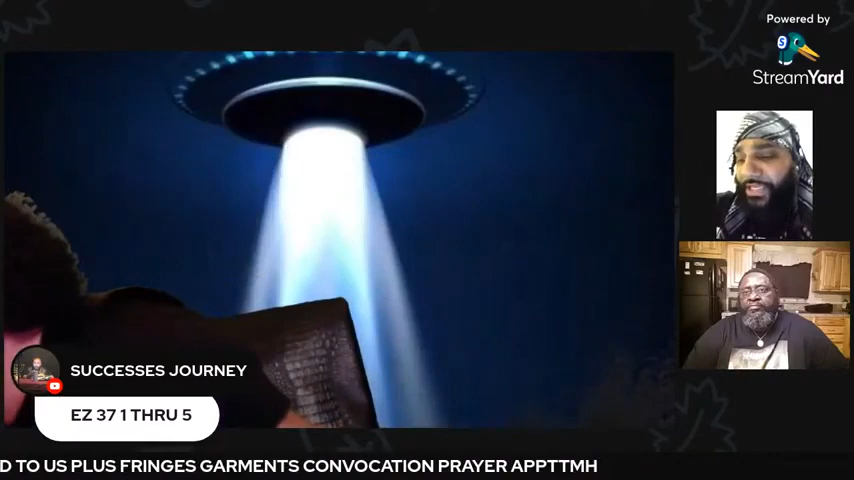 Powered by
StreamYard
SUCCESSES JOURNEY
EZ 37 1 THRU 5
D TO US PLUS FRINGES GARMENTS CONVOCATION PRAYER APPTTMH